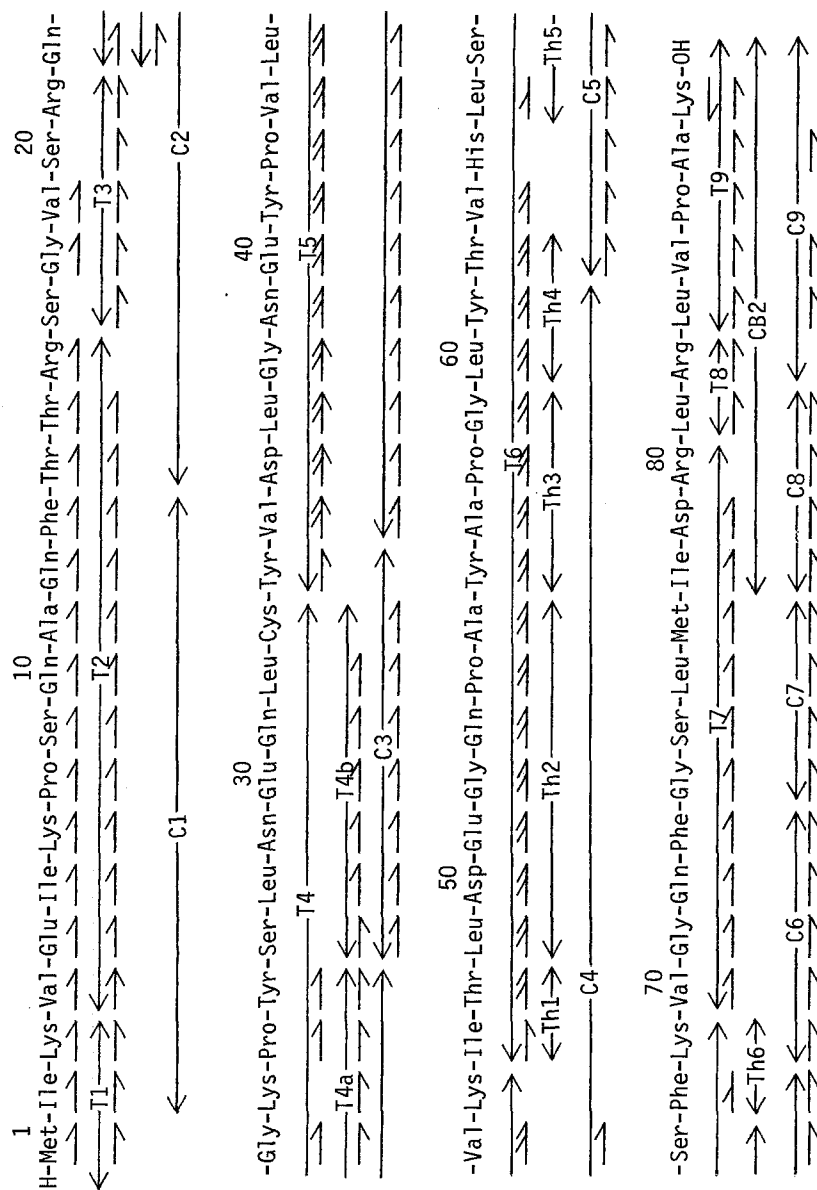 1 10 20
H-Met-Ile-Lys-Val-Glu-Ile-Lys-Pro-Ser-Gln-Ala-Gln-Phe-Thr-Thr-Arg-Ser-Gly-Val-Ser-Arg-Gln-
T1 T2 T3
C1 C2
30 40
-Gly-Lys-Pro-Tyr-Ser-Leu-Asn-Glu-Gln-Leu-Cys-Tyr-Val-Asp-Leu-Gly-Asn-Glu-Tyr-Pro-Val-Leu-
T4 T5
T4a T4b
C3
50 60
-Val-Lys-Ile-Thr-Leu-Asp-Glu-Gly-Gln-Pro-Ala-Tyr-Ala-Pro-Gly-Leu-Tyr-Thr-Val-His-Leu-Ser-
T6
Th1 Th2 Th3 Th4 Th5-
C4 C5
70 80
-Ser-Phe-Lys-Val-Gly-Gln-Phe-Gly-Ser-Leu-Met-Ile-Asp-Arg-Leu-Arg-Leu-Val-Pro-Ala-Lys-OH
T7 T8 T9
Th6 CB2
C6 C7 C8 C9